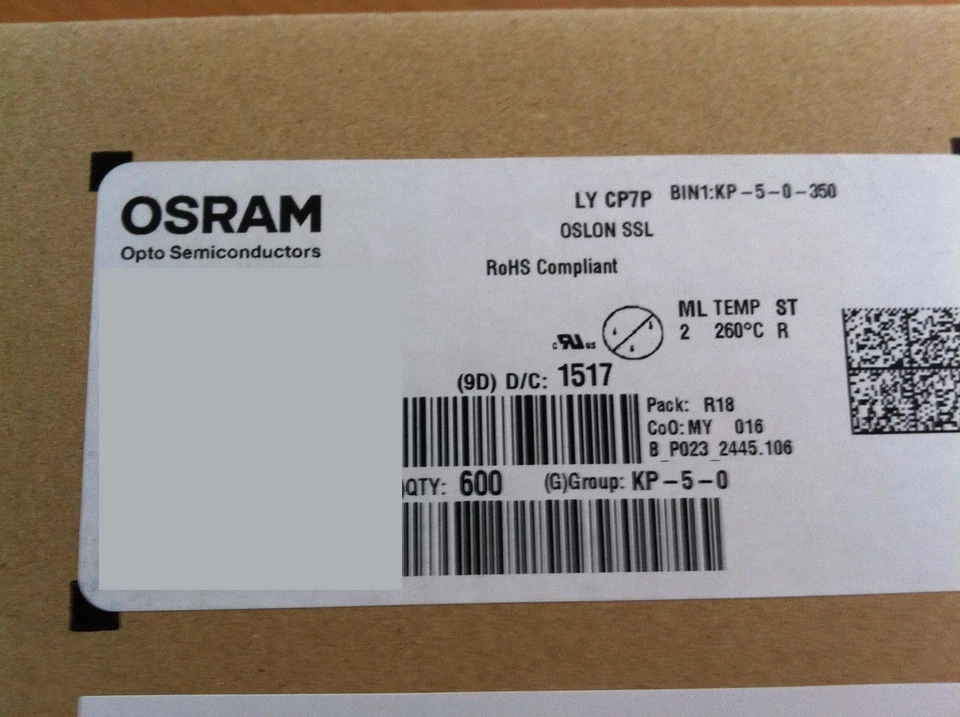 OSRAM
Opto Semiconductors
LY CP7P BIN1:KP-5-0-350
OSLON SSL
RoHS Compliant
ML TEMP ST
2 260°C R
cRUus
(9D) D/C: 1517
Pack: R18
CoO: MY 016
B_P023_2445.106
)QTY: 600 (G)Group: KP-5-0